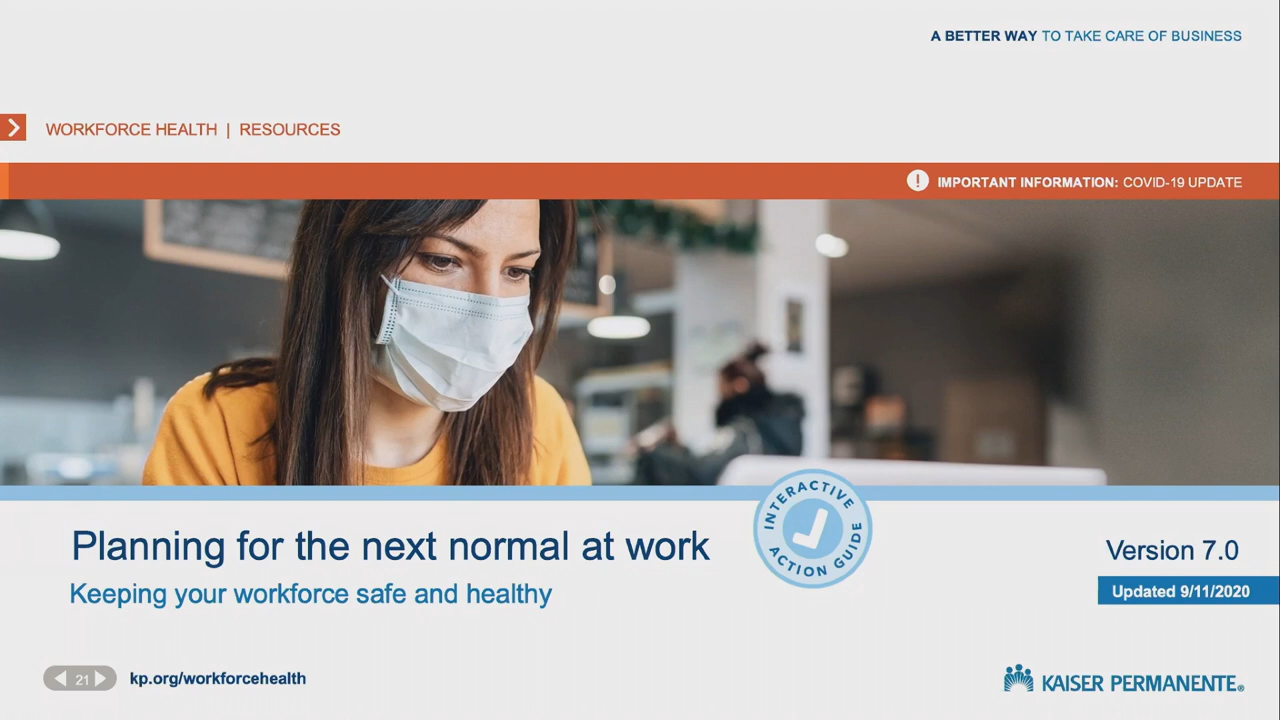 A BETTER WAY TO TAKE CARE OF BUSINESS
WORKFORCE HEALTH | RESOURCES
IMPORTANT INFORMATION: COVID-19 UPDATE
INTERACTIVE
ACTION GUIDE
Planning for the next normal at work
Version 7.0
Keeping your workforce safe and healthy
Updated 9/11/2020
21
kp.org/workforcehealth
KAISER PERMANENTE®